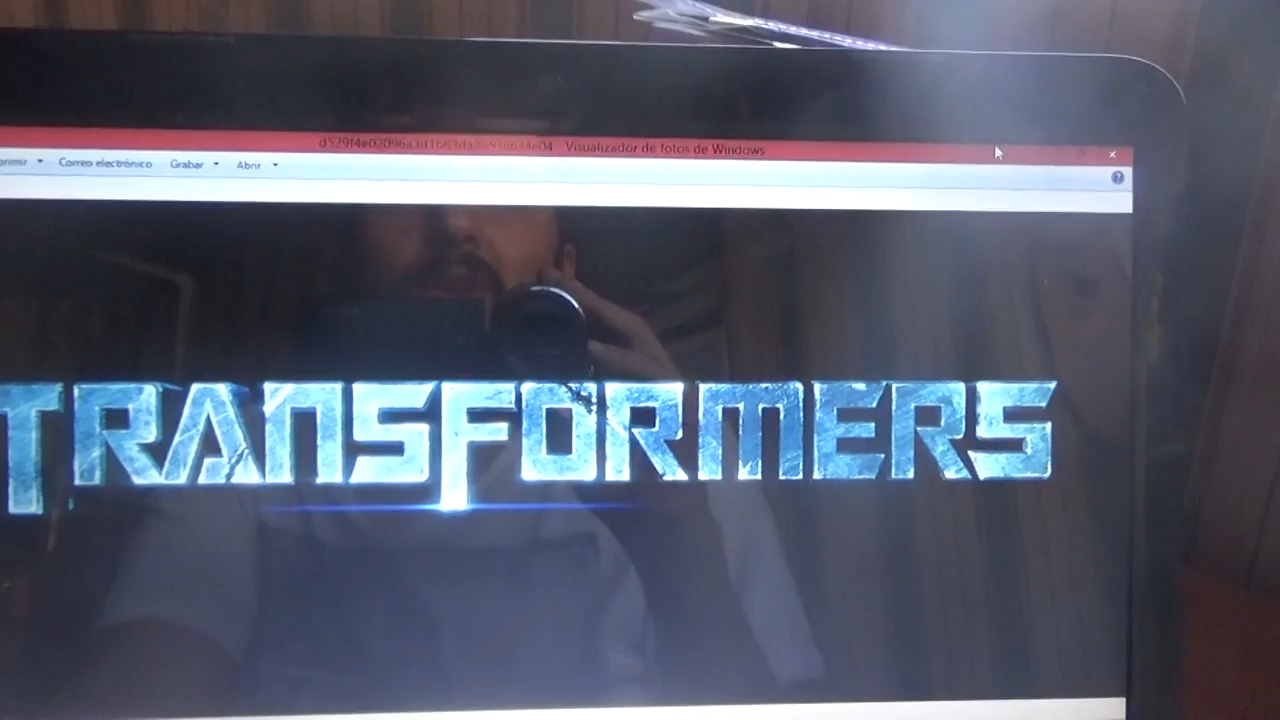 Visualizador de fotos de Windows
Correo electrónico Grabar Abrir
TRANSFORMERS